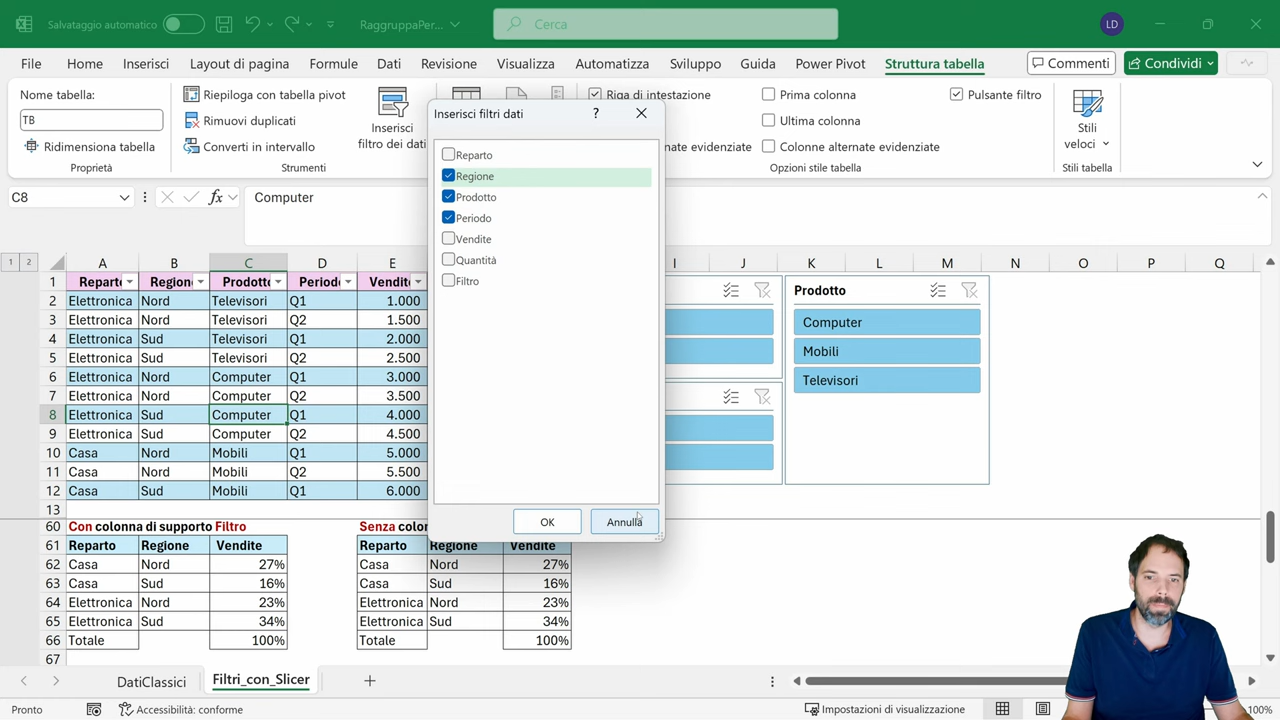 Salvataggio automatico
RaggruppaPer...
Cerca
LD
File Home Inserisci Layout di pagina Formule Dati Revisione Visualizza Automatizza Sviluppo Guida Power Pivot Struttura tabella
Commenti
Condividi
Nome tabella:
TB
Ridimensiona tabella
Proprietà
Riepiloga con tabella pivot
Rimuovi duplicati
Converti in intervallo
Strumenti
Inserisci
filtro dei dati
Riga di intestazione
nate evidenziate
Prima colonna
Ultima colonna
Colonne alternate evidenziate
Pulsante filtro
Opzioni stile tabella
Stili
veloci
Stili tabella
C8
fx
Computer
Inserisci filtri dati
?
Reparto
Regione
Prodotto
Periodo
Vendite
Quantità
Filtro
OK
Annulla
1 2
A B C D E I J K L M N O P Q
1 Reparto Regione Prodotto Periodo Vendite
2 Elettronica Nord Televisori Q1 1.000
3 Elettronica Nord Televisori Q2 1.500
4 Elettronica Sud Televisori Q1 2.000
5 Elettronica Sud Televisori Q2 2.500
6 Elettronica Nord Computer Q1 3.000
7 Elettronica Nord Computer Q2 3.500
8 Elettronica Sud Computer Q1 4.000
9 Elettronica Sud Computer Q2 4.500
10 Casa Nord Mobili Q1 5.000
11 Casa Nord Mobili Q2 5.500
12 Casa Sud Mobili Q1 6.000
13
Prodotto
Computer
Mobili
Televisori
60 Con colonna di supporto Filtro Senza colo
61 Reparto Regione Vendite Reparto Regione Vendite
62 Casa Nord 27% Casa Nord 27%
63 Casa Sud 16% Casa Sud 16%
64 Elettronica Nord 23% Elettronica Nord 23%
65 Elettronica Sud 34% Elettronica Sud 34%
66 Totale 100% Totale 100%
67
DatiClassici
Filtri_con_Slicer
Pronto
Accessibilità: conforme
Impostazioni di visualizzazione
100%